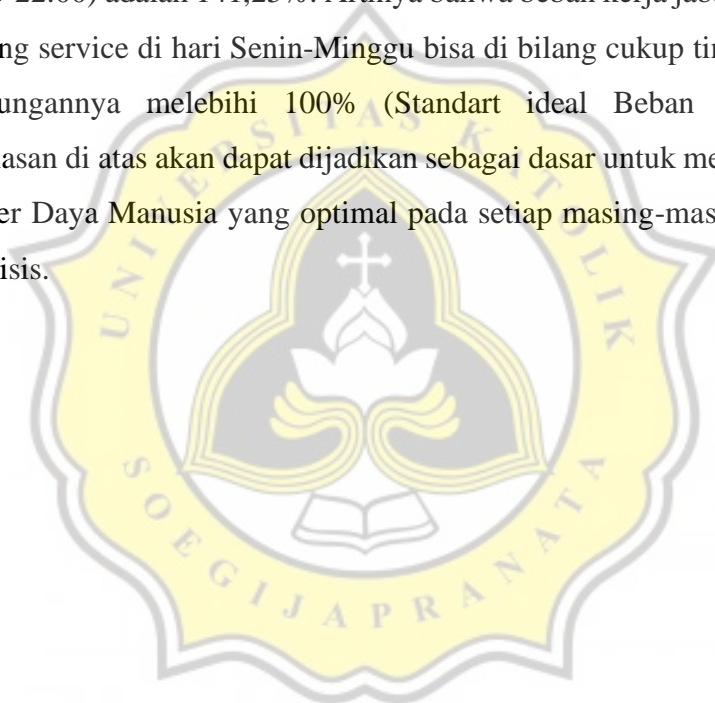 22.00) adalah 141,25%. Artinya bahwa beban kerja jaba
ng service di hari Senin-Minggu bisa di bilang cukup tin
ungannya melebihi 100% (Standart ideal Beban
asan di atas akan dapat dijadikan sebagai dasar untuk me
er Daya Manusia yang optimal pada setiap masing-mas
isis.
UNIVERSITAS KATOLIK
SOEGIJAPRANATA